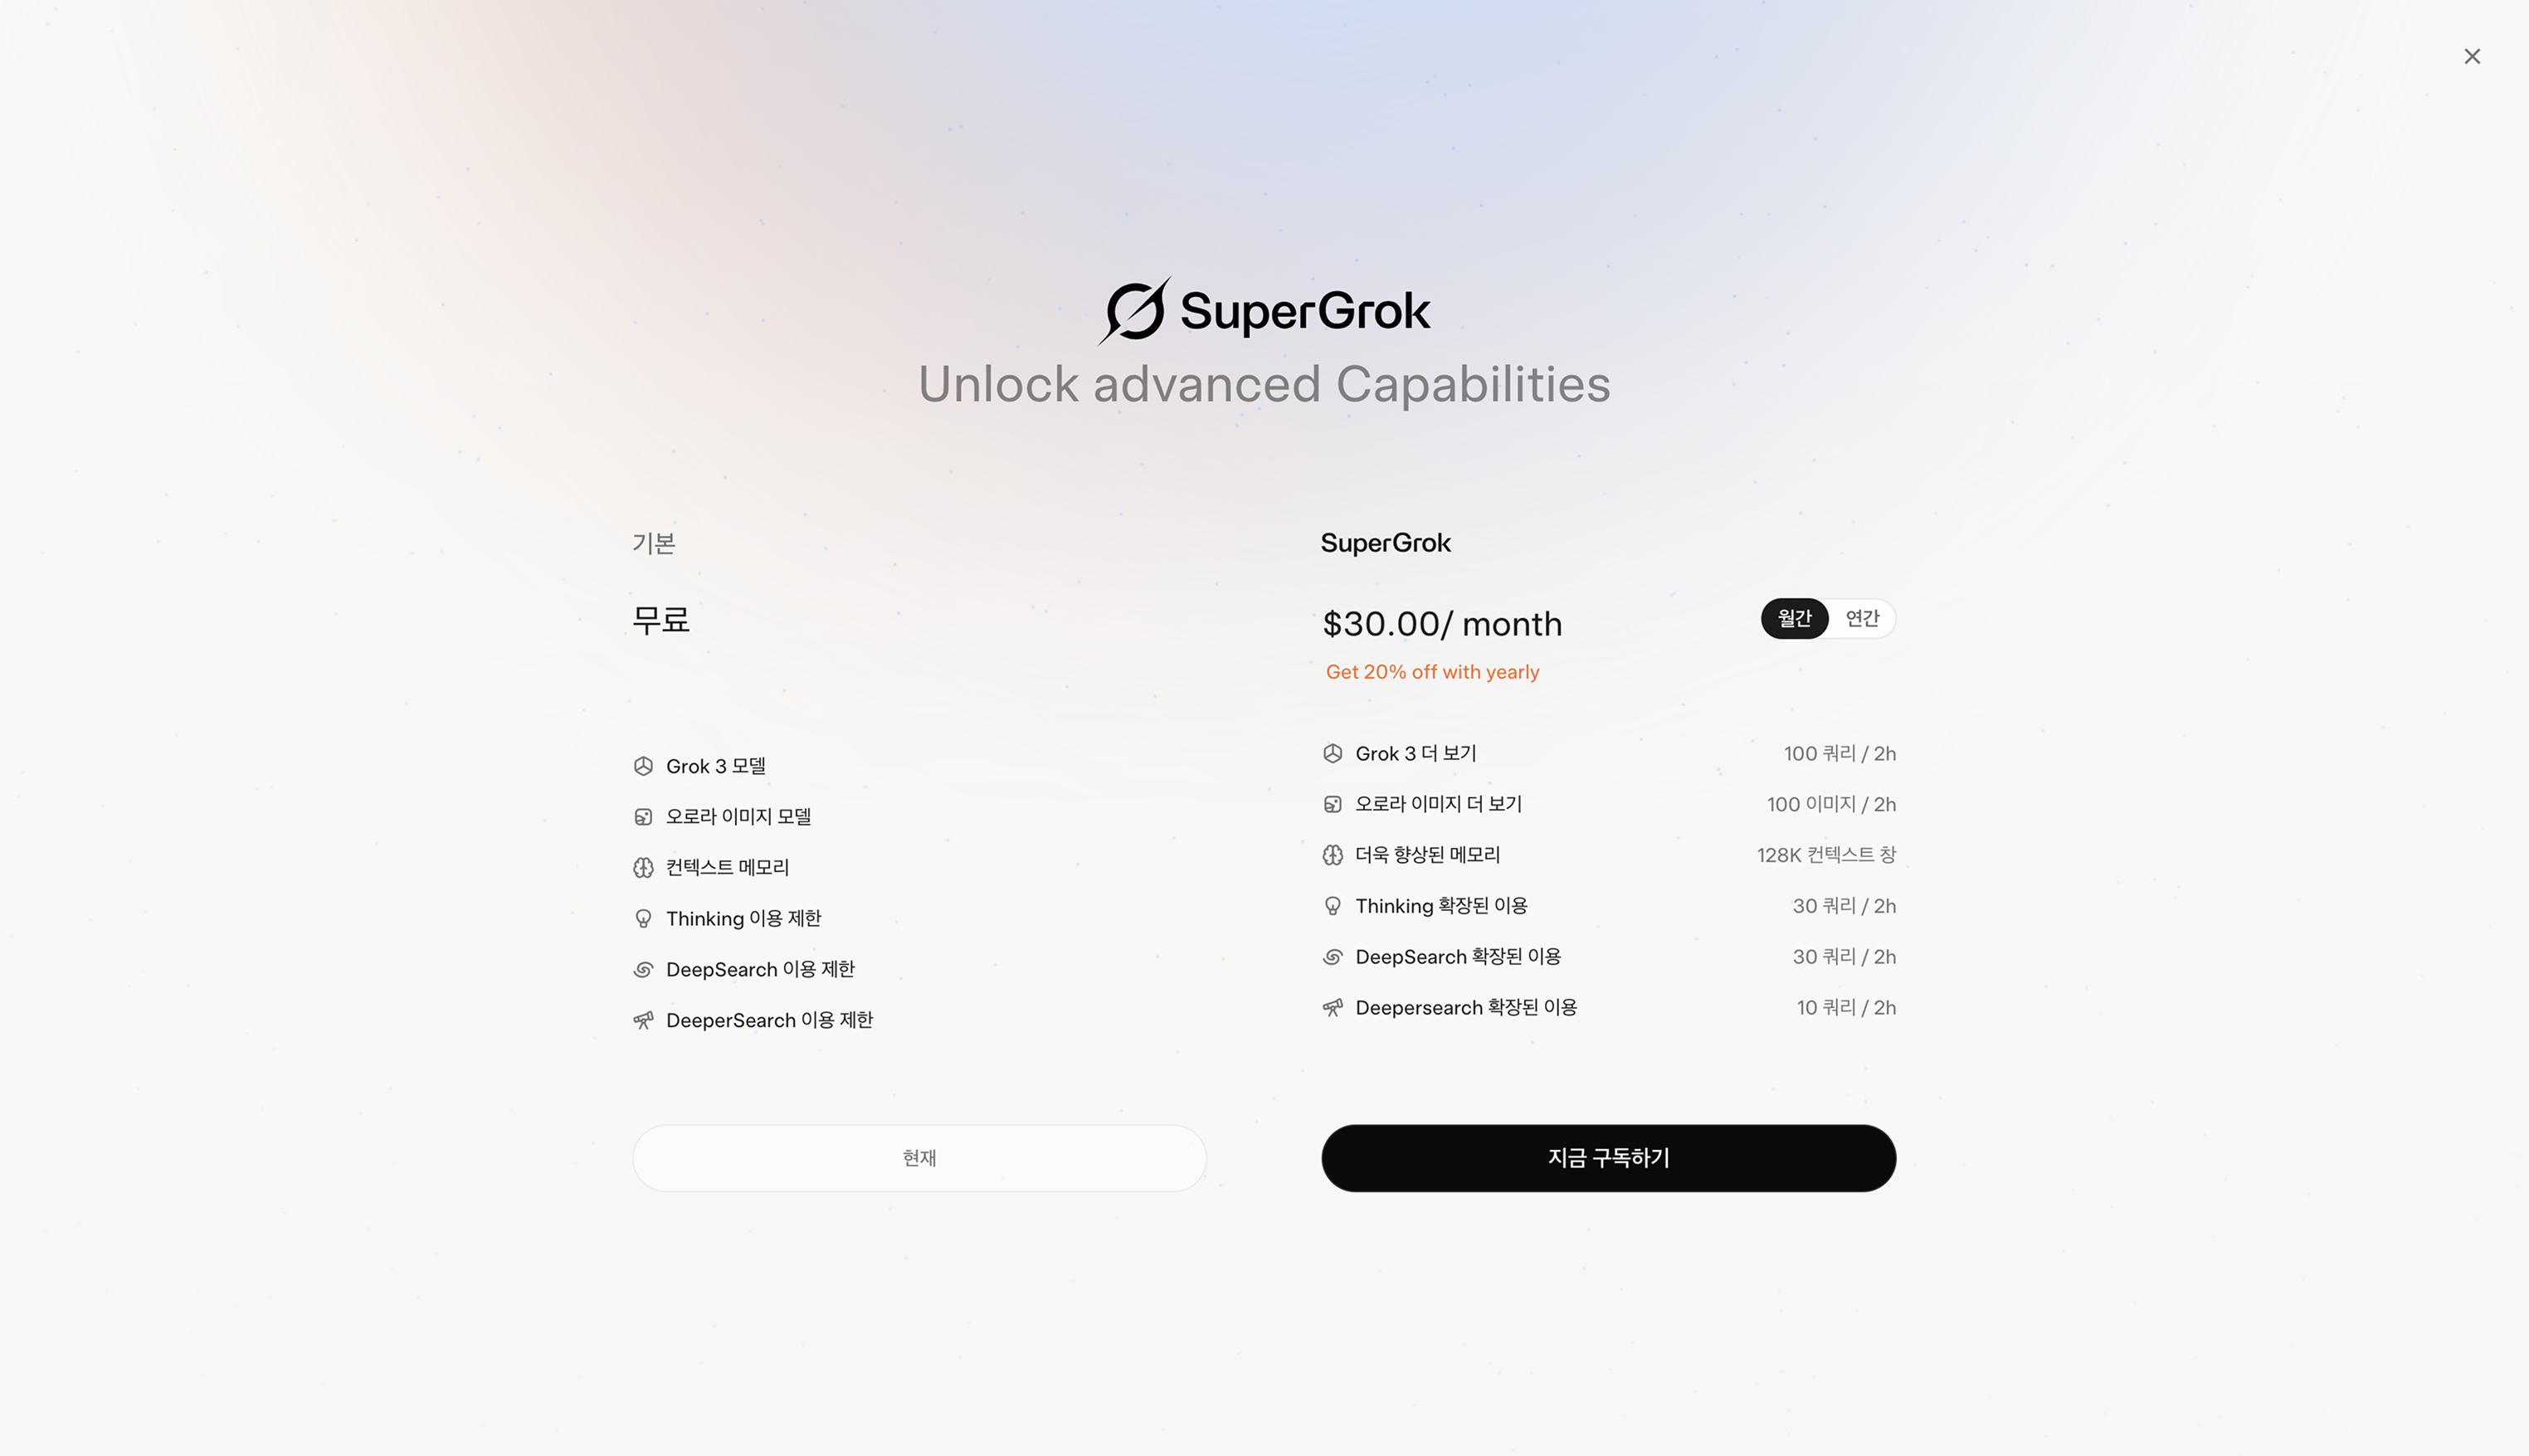 SuperGrok
Unlock advanced Capabilities
기본
무료
Grok 3 모델
오로라 이미지 모델
컨텍스트 메모리
Thinking 이용 제한
DeepSearch 이용 제한
DeeperSearch 이용 제한
현재
SuperGrok
$30.00/ month
월간 연간
Get 20% off with yearly
Grok 3 더 보기 100 쿼리 / 2h
오로라 이미지 더 보기 100 이미지 / 2h
더욱 향상된 메모리 128K 컨텍스트 창
Thinking 확장된 이용 30 쿼리 / 2h
DeepSearch 확장된 이용 30 쿼리 / 2h
Deepersearch 확장된 이용 10 쿼리 / 2h
지금 구독하기